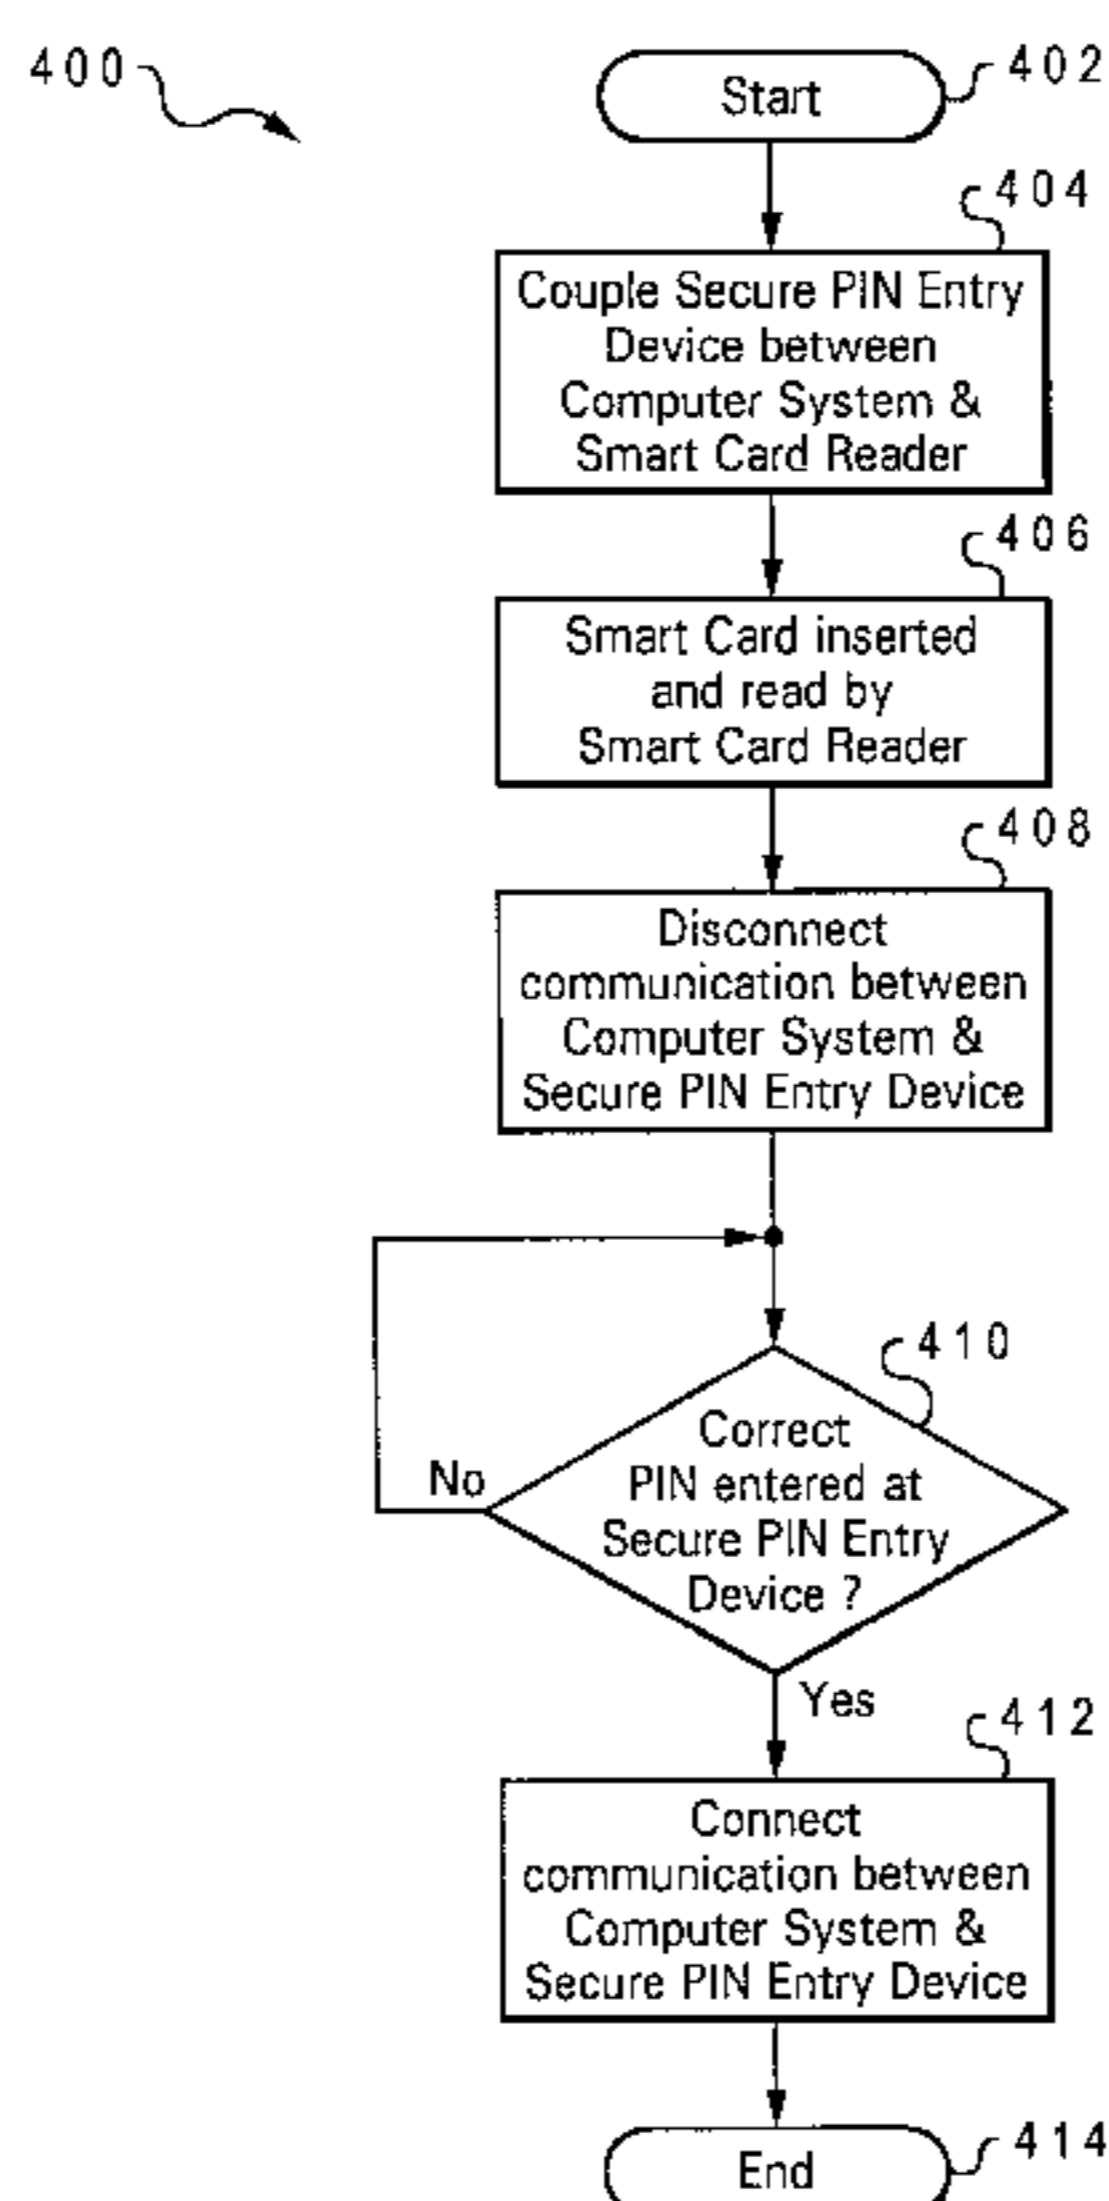 400
Start
402
404
Couple Secure PIN Entry
Device between
Computer System &
Smart Card Reader
406
Smart Card inserted
and read by
Smart Card Reader
408
Disconnect
communication between
Computer System &
Secure PIN Entry Device
410
Correct
PIN entered at
Secure PIN Entry
Device ?
No
Yes
412
Connect
communication between
Computer System &
Secure PIN Entry Device
414
End